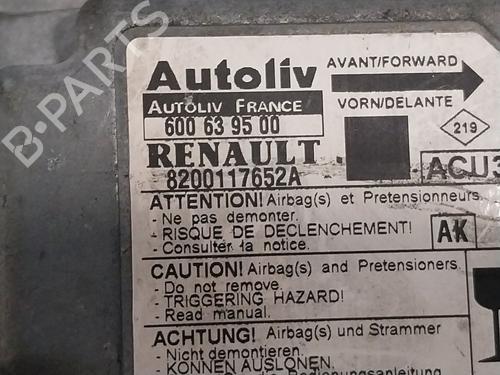 Autoliv
AVANT/FORWARD
AUTOLIV FRANCE
VORN/DELANTE
600 63 95 00
219
RENAULT
8200117652A
ACU3
ATTENTION! Airbag(s) et Pretensionneurs
- Ne pas demonter.
- RISQUE DE DECLENCHEMENT!
- Consulter la notice.
AK
CAUTION! Airbag(s) and Pretensioners
- Do not remove.
- TRIGGERING HAZARD!
- Read manual.
ACHTUNG! Airbag(s) und Strammer
- Nicht demontieren.
- KONNEN AUSLONEN.
Bedienungsanleitung
B-PARTS